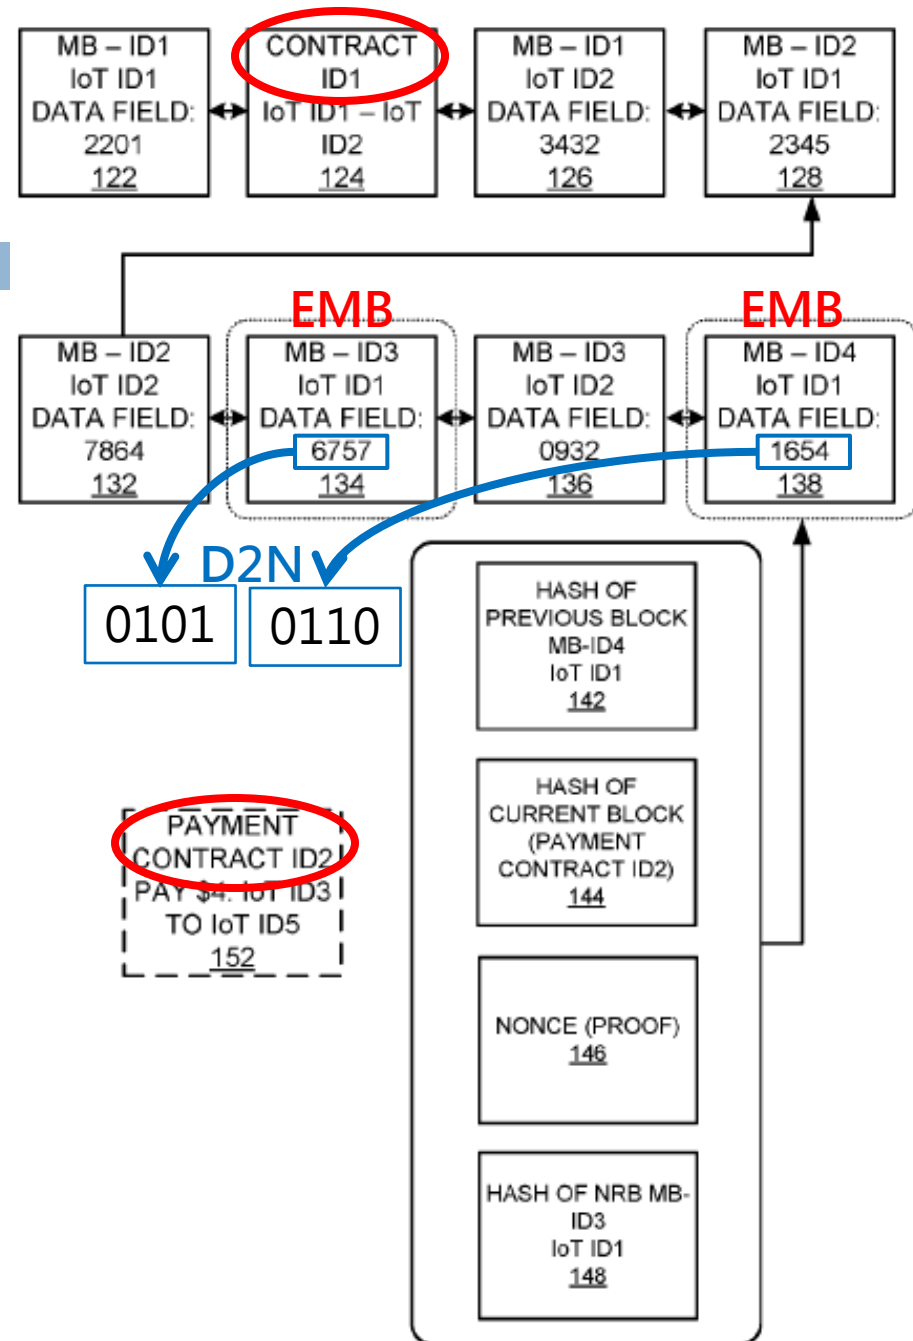 MB – ID1
IoT ID1
DATA FIELD:
2201
122
CONTRACT
ID1
IoT ID1 – IoT
ID2
124
MB – ID1
IoT ID2
DATA FIELD:
3432
126
MB – ID2
IoT ID1
DATA FIELD:
2345
128
EMB
EMB
MB – ID2
IoT ID2
DATA FIELD:
7864
132
MB – ID3
IoT ID1
DATA FIELD:
6757
134
MB – ID3
IoT ID2
DATA FIELD:
0932
136
MB – ID4
IoT ID1
DATA FIELD:
1654
138
D2N
0101
0110
HASH OF
PREVIOUS BLOCK
MB-ID4
IoT ID1
142
HASH OF
CURRENT BLOCK
(PAYMENT
CONTRACT ID2)
144
PAYMENT
CONTRACT ID2
PAY $4: IoT ID3
TO IoT ID5
152
NONCE (PROOF)
146
HASH OF NRB MB-
ID3
IoT ID1
148